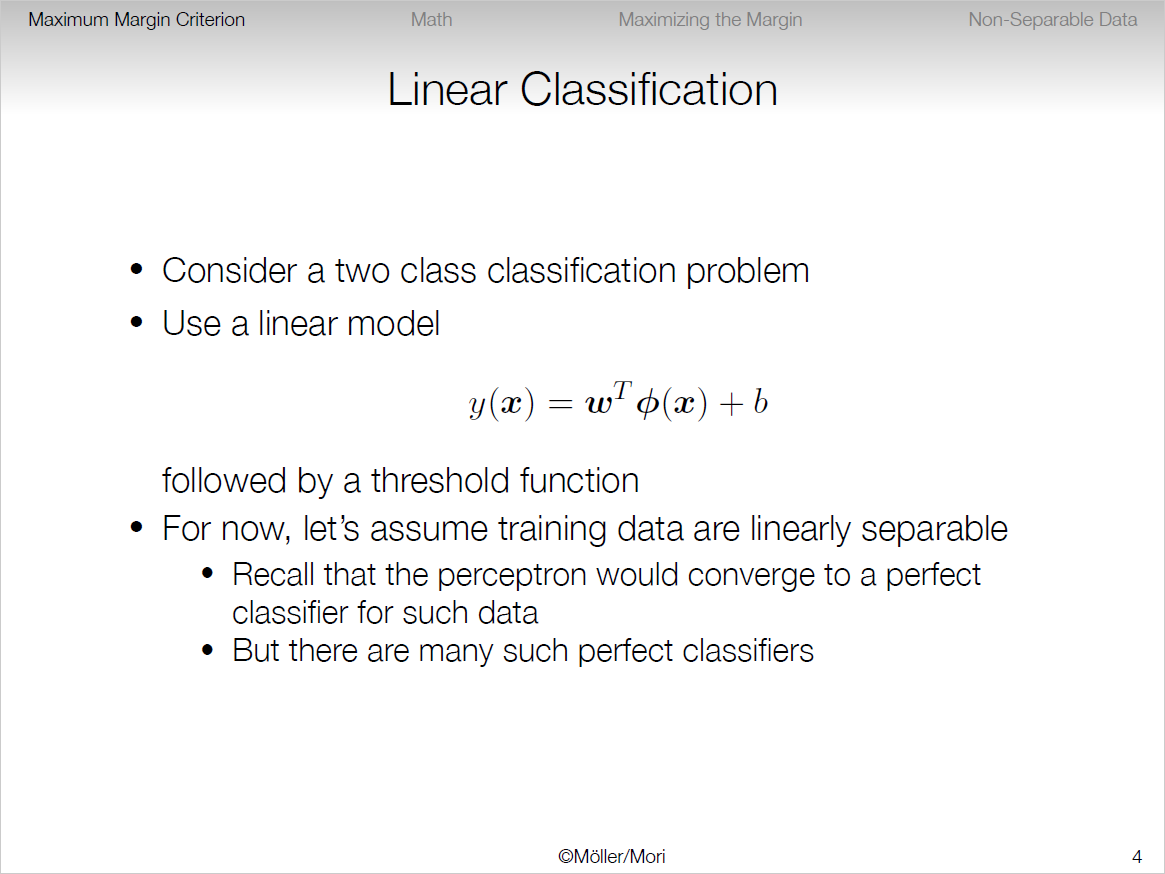 Maximum Margin Criterion Math Maximizing the Margin Non-Separable Data
Linear Classification
• Consider a two class classification problem
• Use a linear model
y(x) = w^T ϕ(x) + b
followed by a threshold function
• For now, let’s assume training data are linearly separable
• Recall that the perceptron would converge to a perfect
classifier for such data
• But there are many such perfect classifiers
©Möller/Mori 4